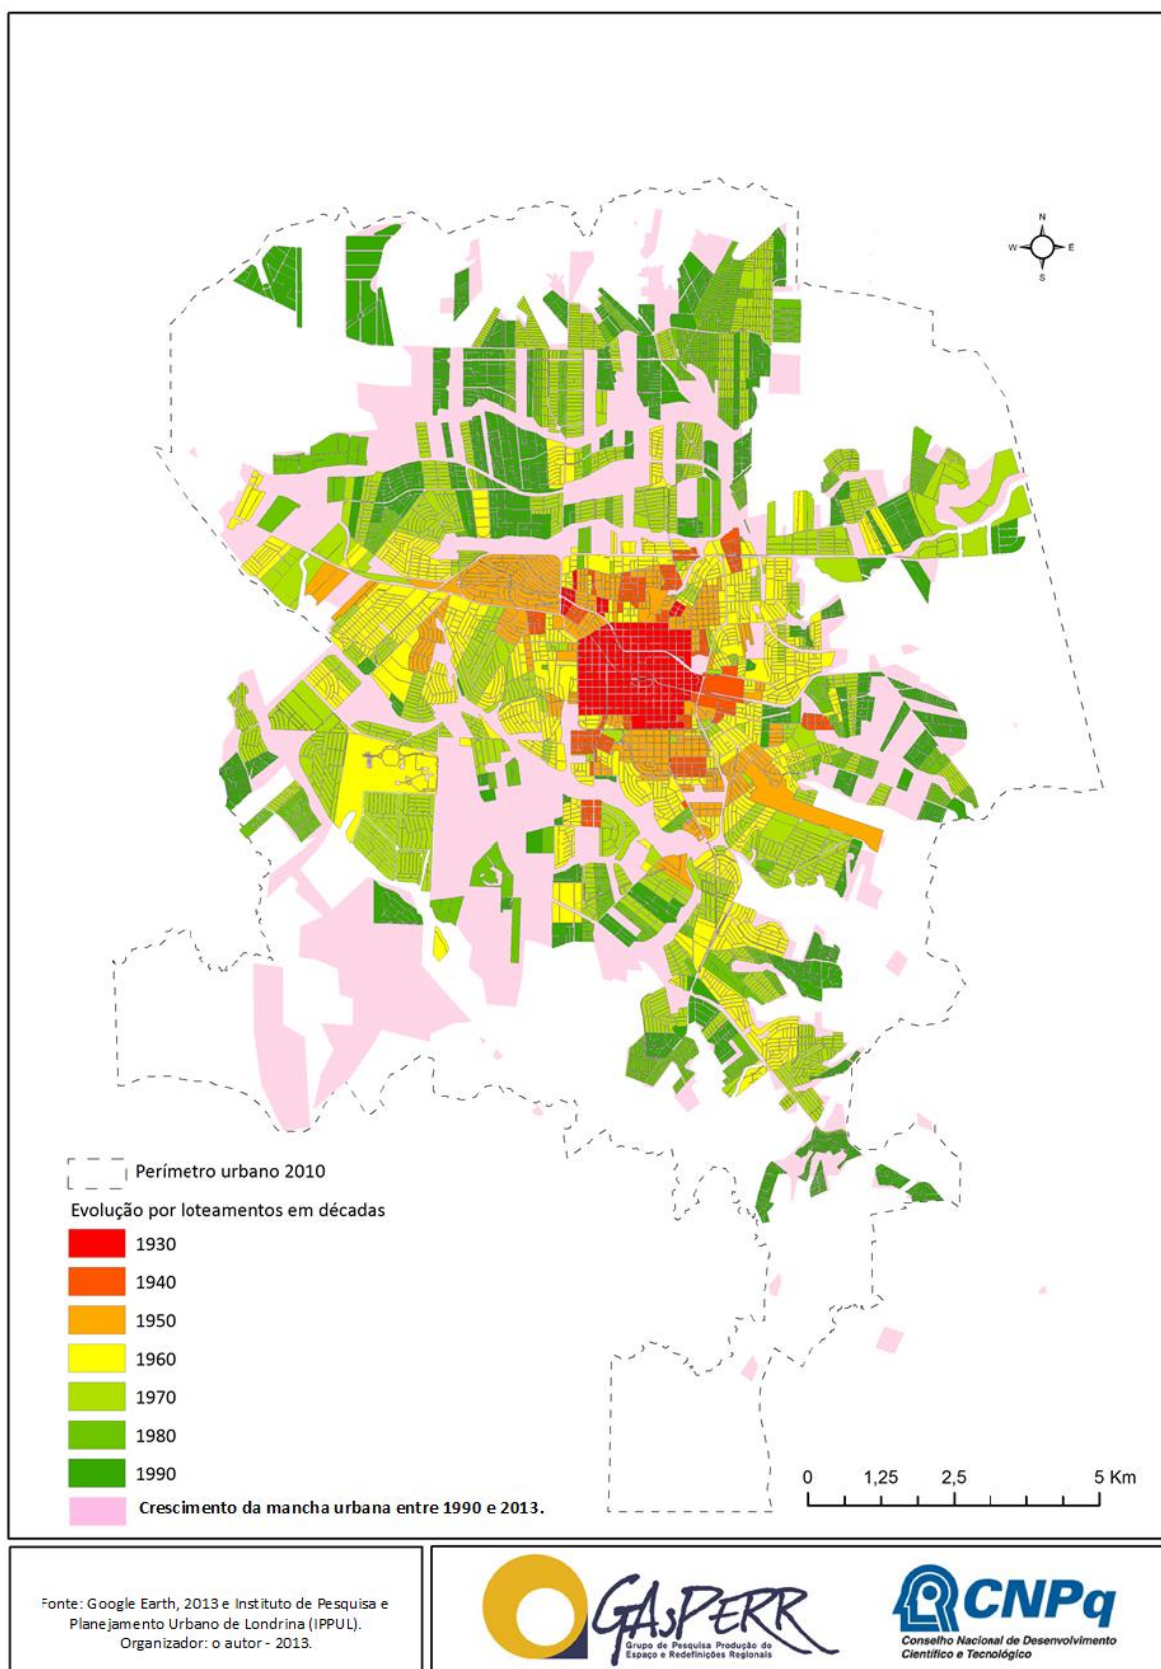 N
W
E
S
Perímetro urbano 2010
Evolução por loteamentos em décadas
1930
1940
1950
1960
1970
1980
1990
Crescimento da mancha urbana entre 1990 e 2013.
0 1,25 2,5 5 Km
Fonte: Google Earth, 2013 e Instituto de Pesquisa e
Planejamento Urbano de Londrina (IPPUL).
Organizador: o autor - 2013.
GAsPERR
Grupo de Pesquisa Produção do
Espaço e Redefinições Regionais
CNPq
Conselho Nacional de Desenvolvimento
Científico e Tecnológico